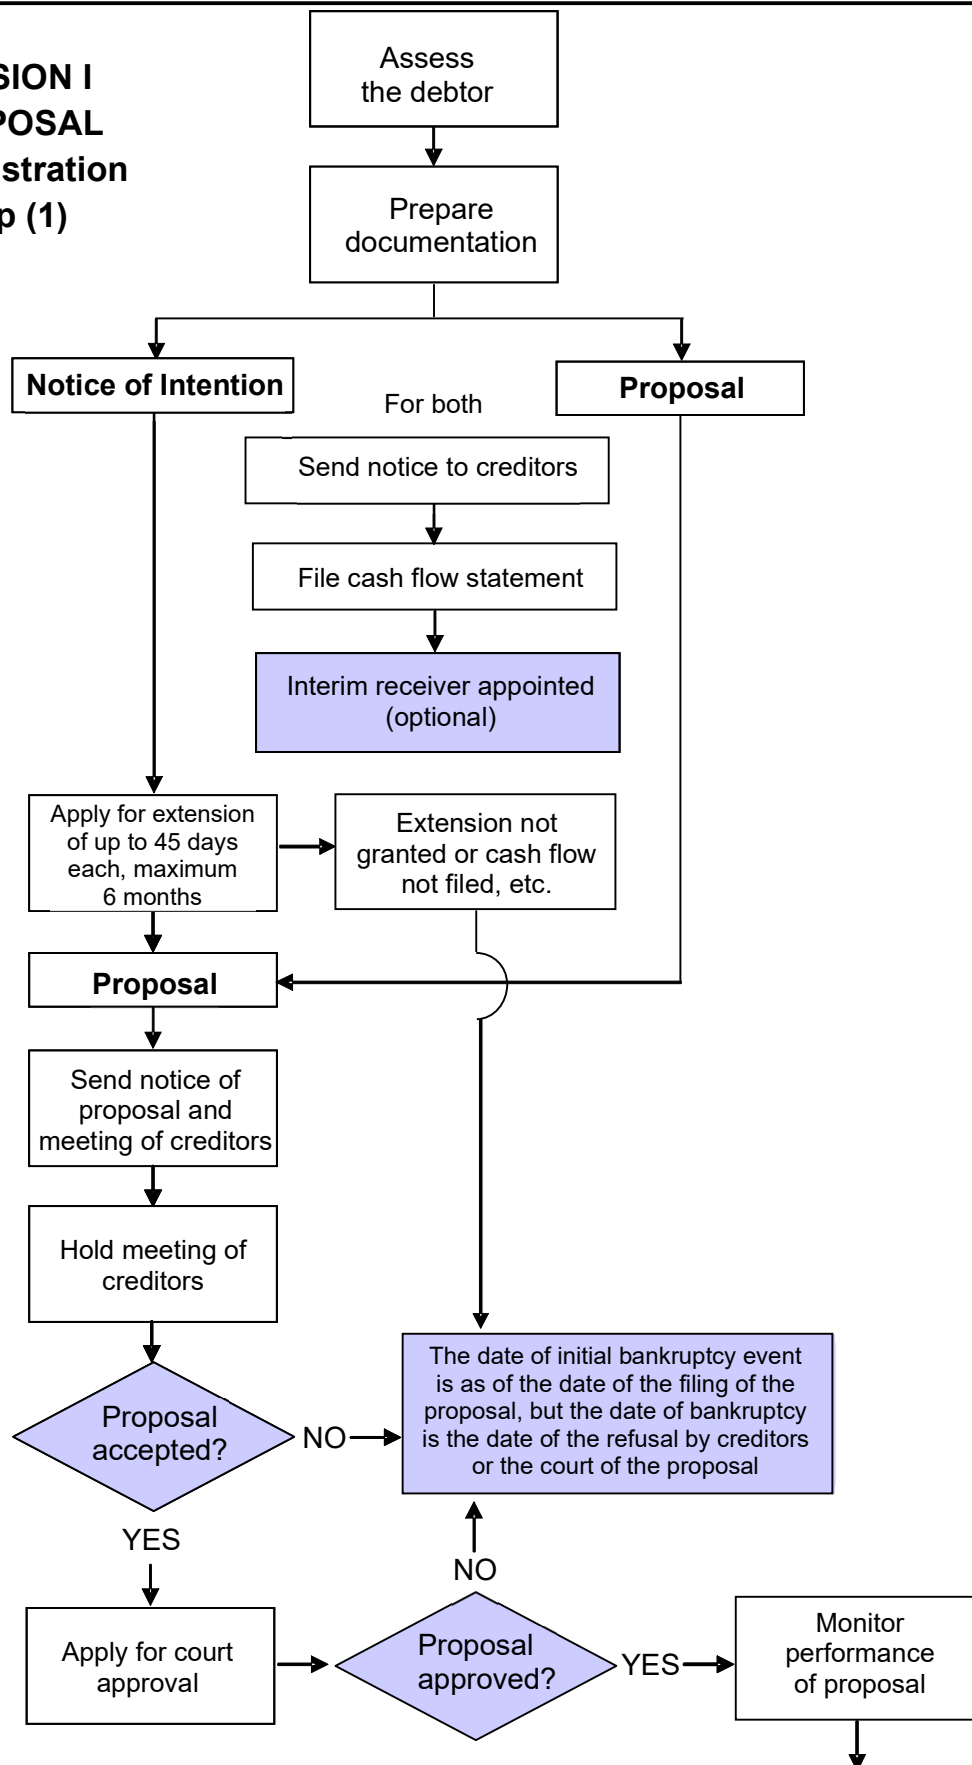 SION I
POSAL
istration
p (1)
Assess
the debtor
Prepare
documentation
Notice of Intention
Proposal
For both
Send notice to creditors
File cash flow statement
Interim receiver appointed
(optional)
Apply for extension
of up to 45 days
each, maximum
6 months
Extension not
granted or cash flow
not filed, etc.
Proposal
Send notice of
proposal and
meeting of creditors
Hold meeting of
creditors
Proposal
accepted?
NO
The date of initial bankruptcy event
is as of the date of the filing of the
proposal, but the date of bankruptcy
is the date of the refusal by creditors
or the court of the proposal
YES
NO
Apply for court
approval
Proposal
approved?
YES
Monitor
performance
of proposal